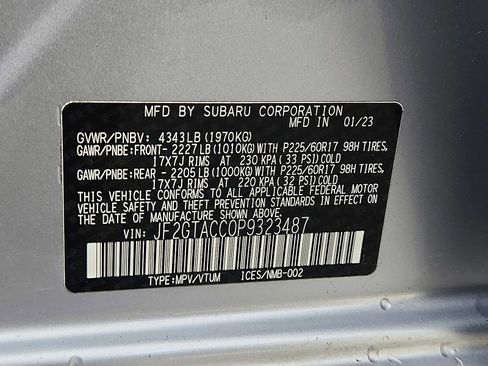 MFD BY SUBARU CORPORATION
IN 01/23
GVWR/PNBV: 4343LB(1970KG)
GAWR/PNBE:FRONT- 2227LB(1010KG)WITH P225/60R17 98H TIRES,
17X7J RIMS AT 230 KPA(33 PSI)COLD
GAWR/PNBE:REAR - 2205LB(1000KG)WITH P225/60R17 98H TIRES,
17X7J RIMS AT 220 KPA(32 PSI)COLD
THIS VEHICLE CONFORMS TO ALL APPLICABLE FEDERAL MOTOR
VEHICLE SAFETY, BUMPER, AND THEFT PREVENTION STANDARDS
IN EFFECT ON THE DATE OF MANUFACTURE SHOWN ABOVE.
VIN: JF2GTACC0P9323487
TYPE:MPV/VTUM ICES/NMB-002